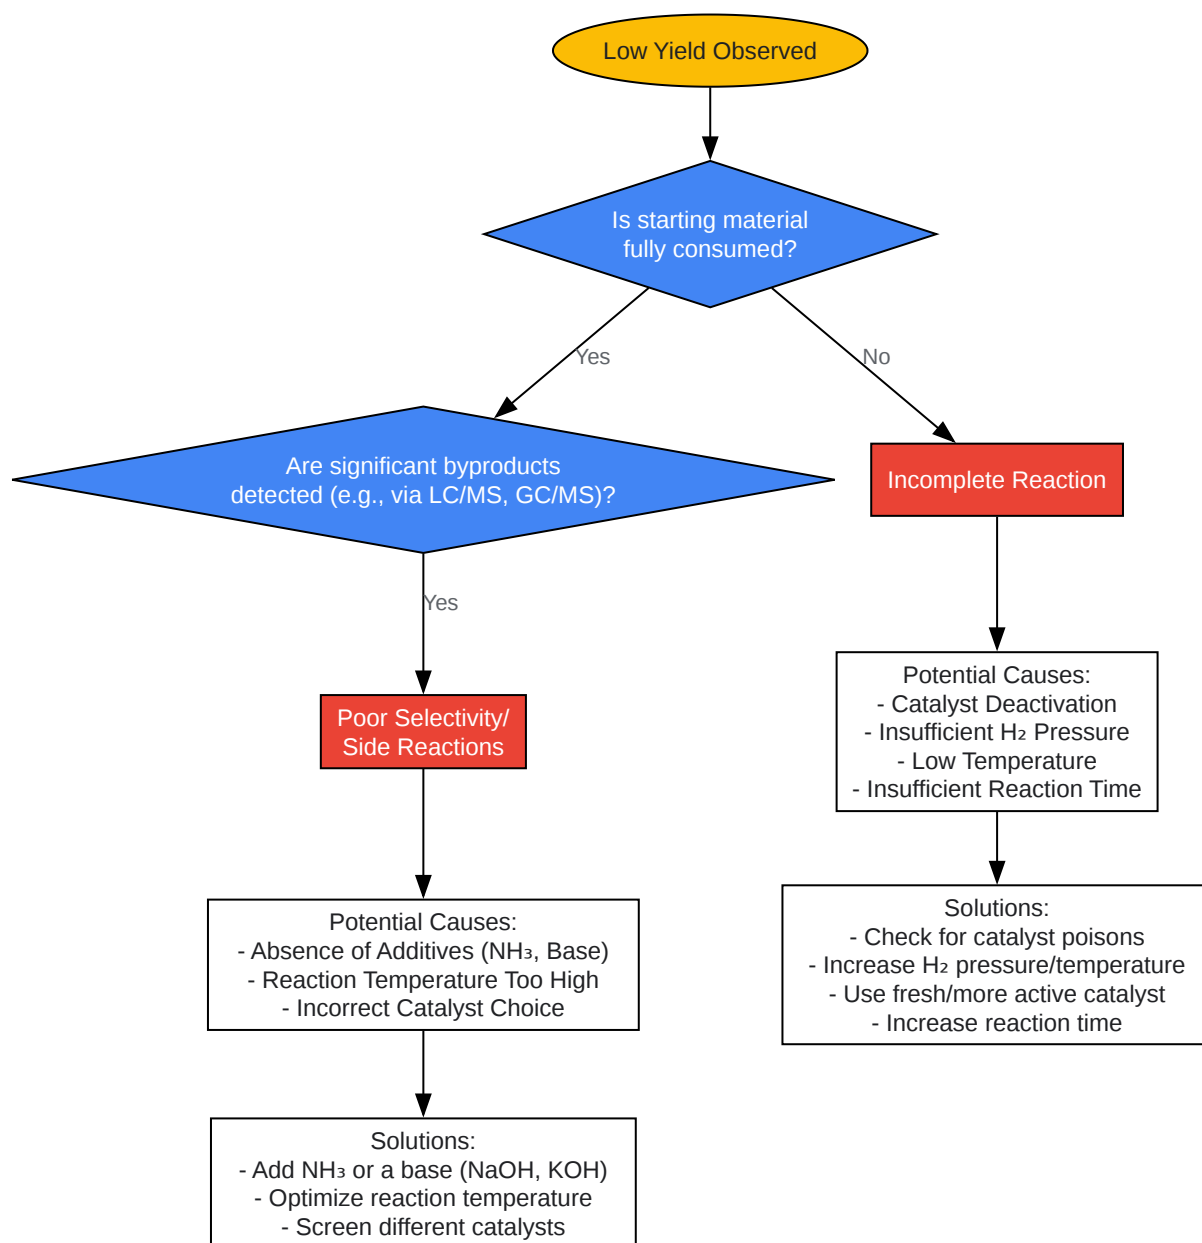 Low Yield Observed
Is starting material
fully consumed?
Yes
No
Are significant byproducts
detected (e.g., via LC/MS, GC/MS)?
Incomplete Reaction
Yes
Poor Selectivity/
Side Reactions
Potential Causes:
- Catalyst Deactivation
- Insufficient H₂ Pressure
- Low Temperature
- Insufficient Reaction Time
Potential Causes:
- Absence of Additives (NH₃, Base)
- Reaction Temperature Too High
- Incorrect Catalyst Choice
Solutions:
- Check for catalyst poisons
- Increase H₂ pressure/temperature
- Use fresh/more active catalyst
- Increase reaction time
Solutions:
- Add NH₃ or a base (NaOH, KOH)
- Optimize reaction temperature
- Screen different catalysts